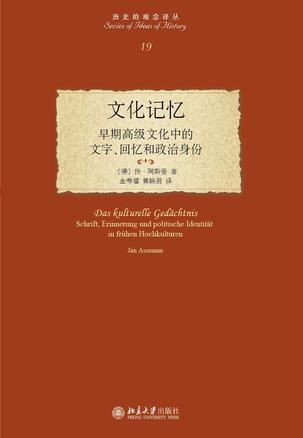 历史的观念译丛
Series of Ideas of History
19
文化记忆
早期高级文化中的
文字、回忆和政治身份
〔德〕扬·阿斯曼 著
金寿福 黄晓晨 译
Das kulturelle Gedächtnis
Schrift, Erinnerung und politische Identität
in frühen Hochkulturen
Jan Assmann
北京大学出版社
PEKING UNIVERSITY PRESS